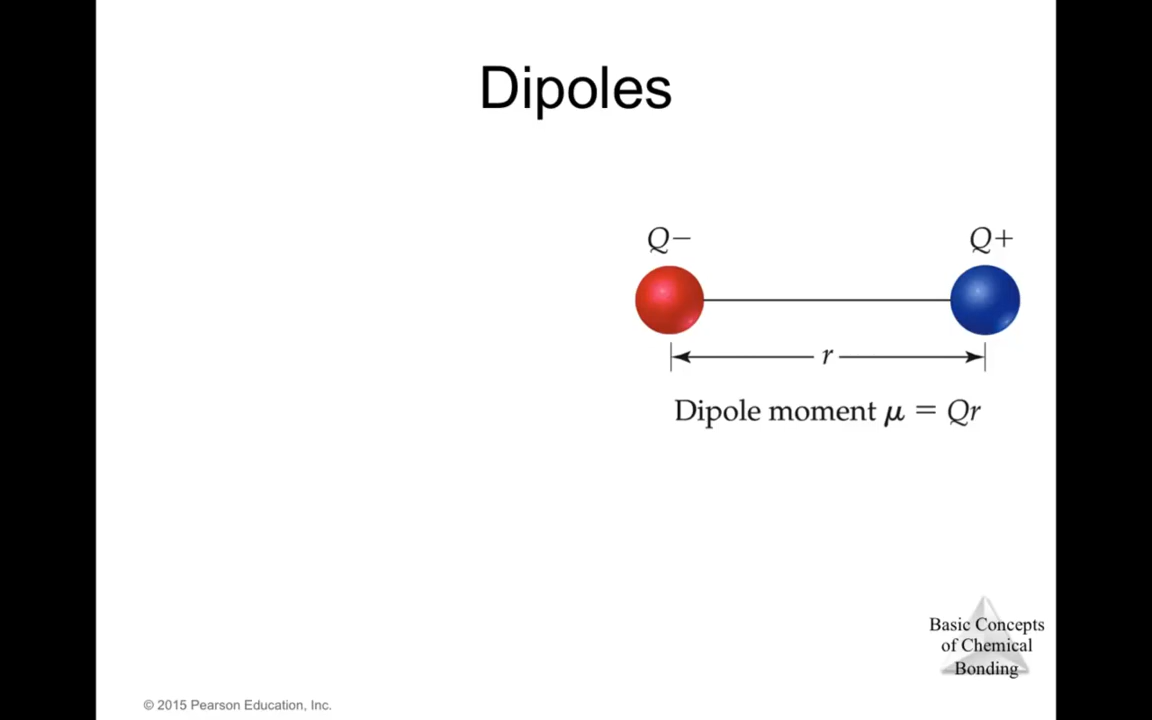 Dipoles
Q− Q+
r
Dipole moment μ = Qr
Basic Concepts
of Chemical
Bonding
© 2015 Pearson Education, Inc.